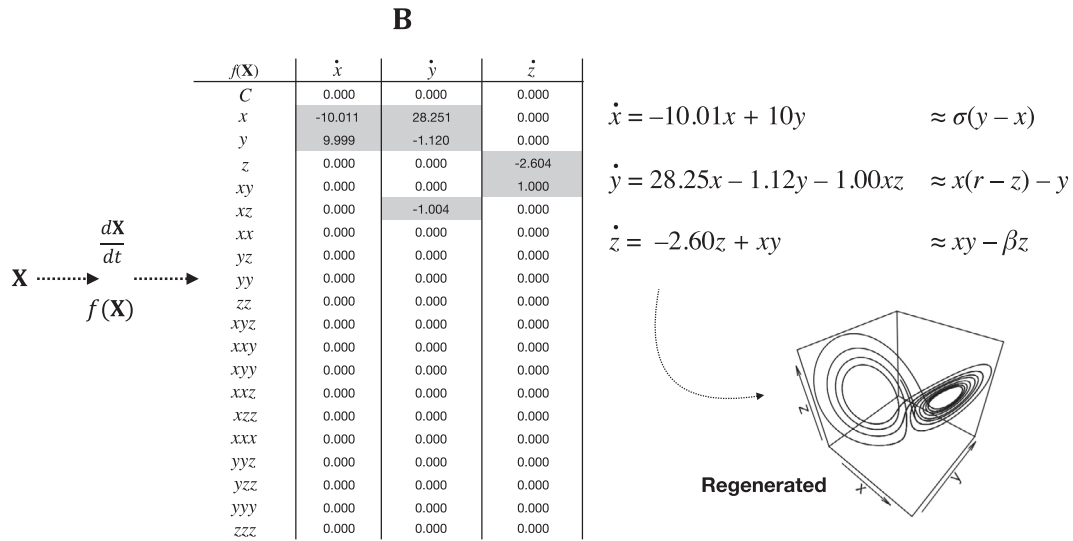 B
f(X) ẋ ẏ ż
C 0.000 0.000 0.000
x -10.011 28.251 0.000
y 9.999 -1.120 0.000
z 0.000 0.000 -2.604
xy 0.000 0.000 1.000
xz 0.000 -1.004 0.000
xx 0.000 0.000 0.000
yz 0.000 0.000 0.000
yy 0.000 0.000 0.000
zz 0.000 0.000 0.000
xyz 0.000 0.000 0.000
xxy 0.000 0.000 0.000
xyy 0.000 0.000 0.000
xxz 0.000 0.000 0.000
xzz 0.000 0.000 0.000
xxx 0.000 0.000 0.000
yyz 0.000 0.000 0.000
yzz 0.000 0.000 0.000
yyy 0.000 0.000 0.000
zzz 0.000 0.000 0.000
X
dX
dt
f(X)
ẋ = –10.01x + 10y ≈ σ(y – x)
ẏ = 28.25x – 1.12y – 1.00xz ≈ x(r – z) – y
ż = –2.60z + xy ≈ xy – βz
z
x
y
Regenerated